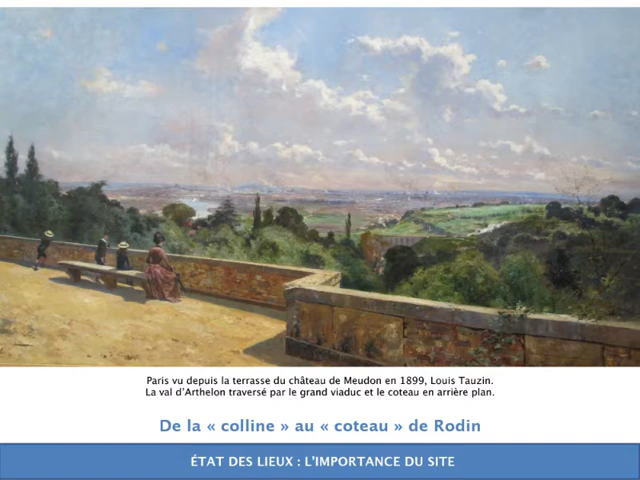 Paris vu depuis la terrasse du château de Meudon en 1899, Louis Tauzin.
La val d’Arthelon traversé par le grand viaduc et le coteau en arrière plan.
De la « colline » au « coteau » de Rodin
ÉTAT DES LIEUX : L’IMPORTANCE DU SITE